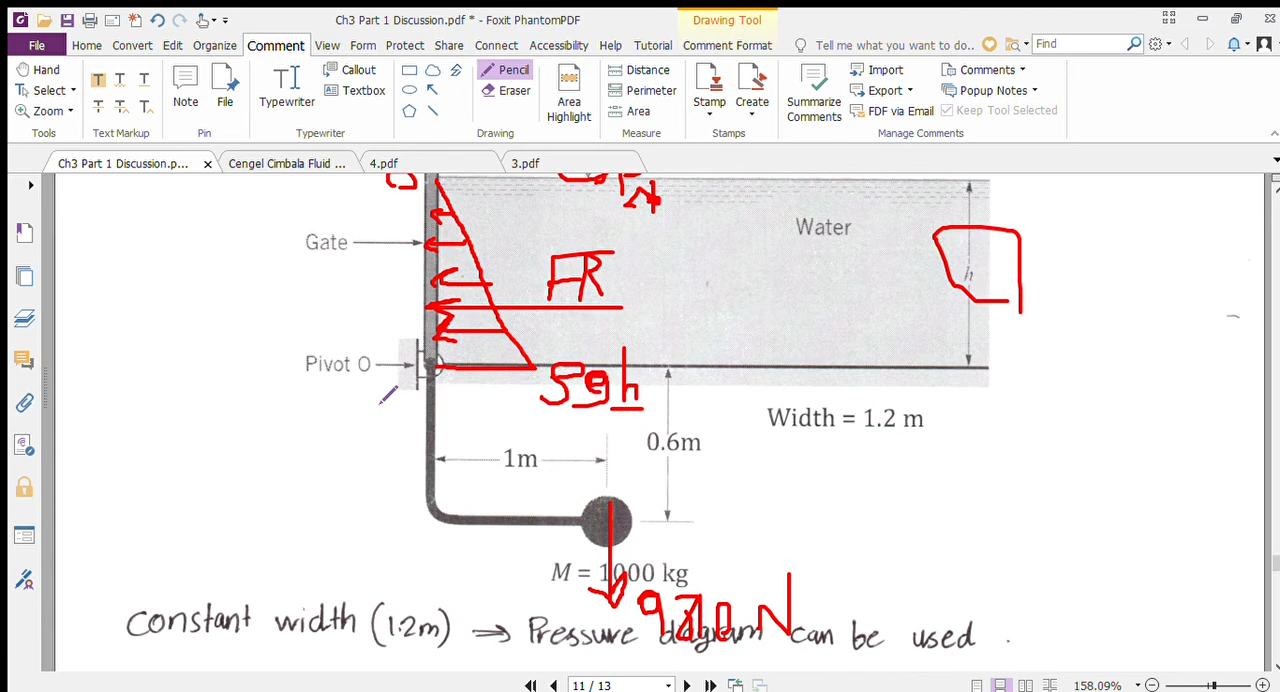 Ch3 Part 1 Discussion.pdf * - Foxit PhantomPDF
Drawing Tool
File Home Convert Edit Organize Comment View Form Protect Share Connect Accessibility Help Tutorial Comment Format Tell me what you want to do.. Find
Hand
Select
Zoom
Tools
T T T
T T T
Text Markup
Note
File
Pin
Typewriter
Callout
Textbox
Typewriter
Pencil
Eraser
Drawing
Area
Highlight
Distance
Perimeter
Area
Measure
Stamp
Create
Stamps
Summarize
Comments
Import
Export
FDF via Email
Comments
Popup Notes
Keep Tool Selected
Manage Comments
Ch3 Part 1 Discussion.p... x
Cengel Cimbala Fluid ...
4.pdf
3.pdf
N
Water
Gate
FR
h
Pivot O
ρgh
Width = 1.2 m
0.6m
1m
M = 1000 kg
N
Constant width (1.2m) ⇒ Pressure diagram can be used .
11 / 13
158.09%